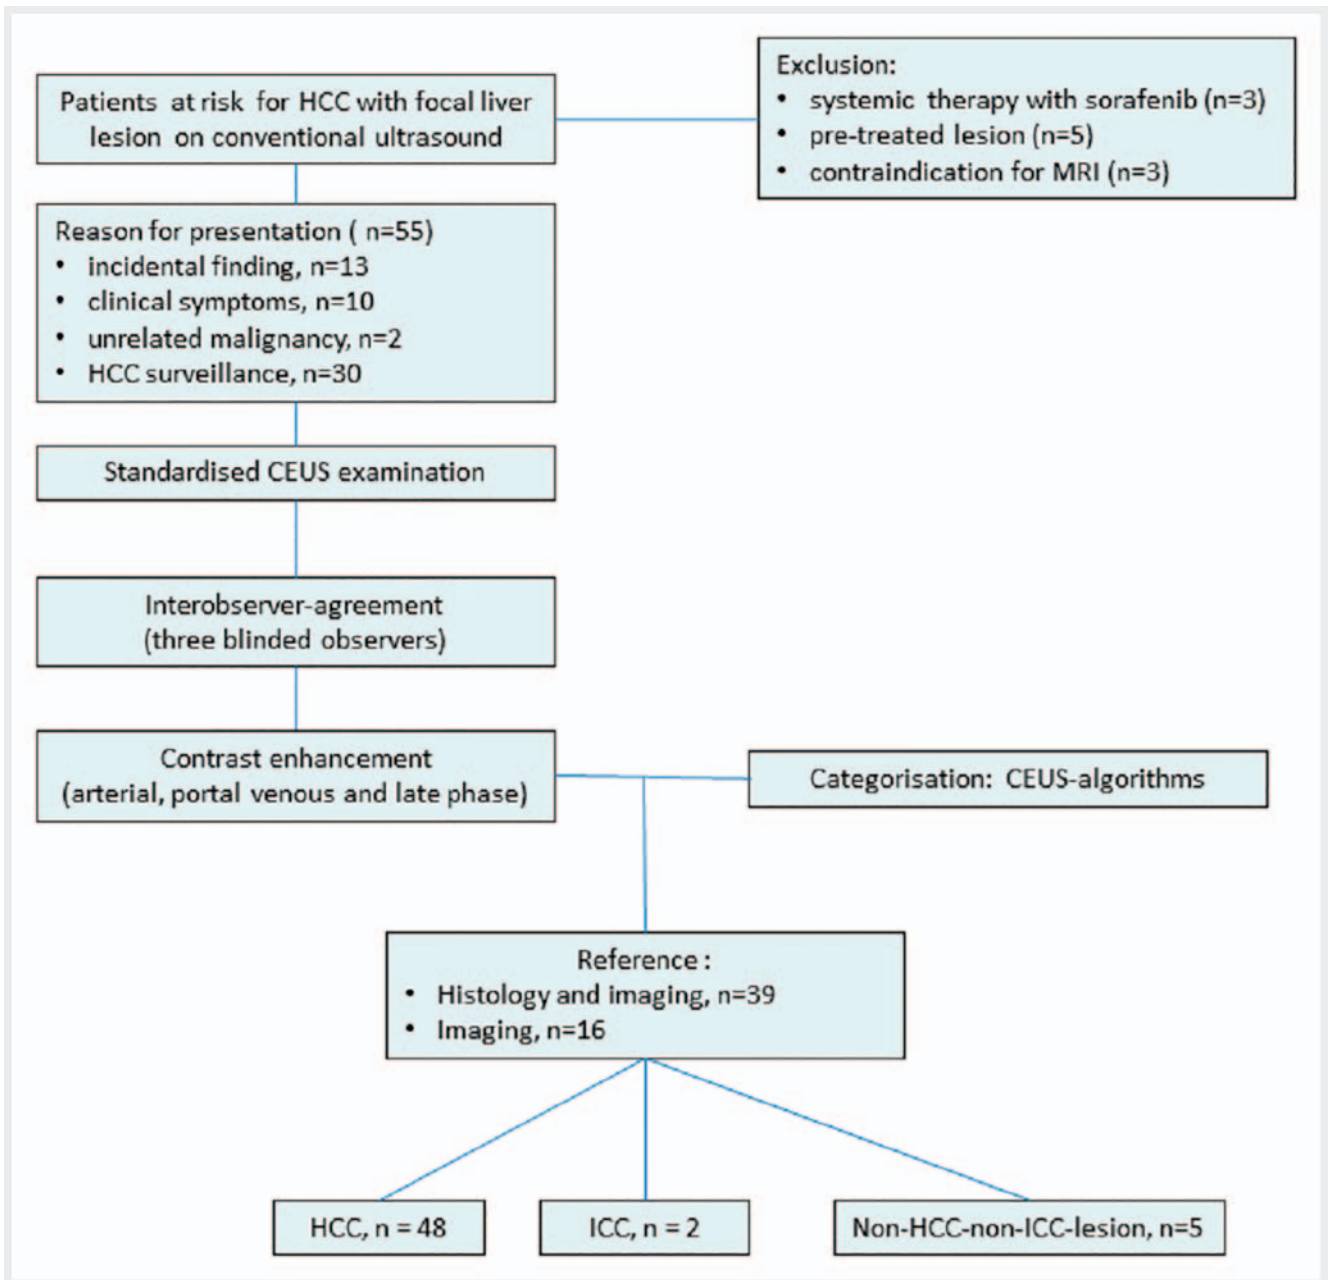 Patients at risk for HCC with focal liver
lesion on conventional ultrasound
Exclusion:
• systemic therapy with sorafenib (n=3)
• pre-treated lesion (n=5)
• contraindication for MRI (n=3)
Reason for presentation ( n=55)
• incidental finding, n=13
• clinical symptoms, n=10
• unrelated malignancy, n=2
• HCC surveillance, n=30
Standardised CEUS examination
Interobserver-agreement
(three blinded observers)
Contrast enhancement
(arterial, portal venous and late phase)
Categorisation: CEUS-algorithms
Reference :
• Histology and imaging, n=39
• Imaging, n=16
HCC, n = 48
ICC, n = 2
Non-HCC-non-ICC-lesion, n=5